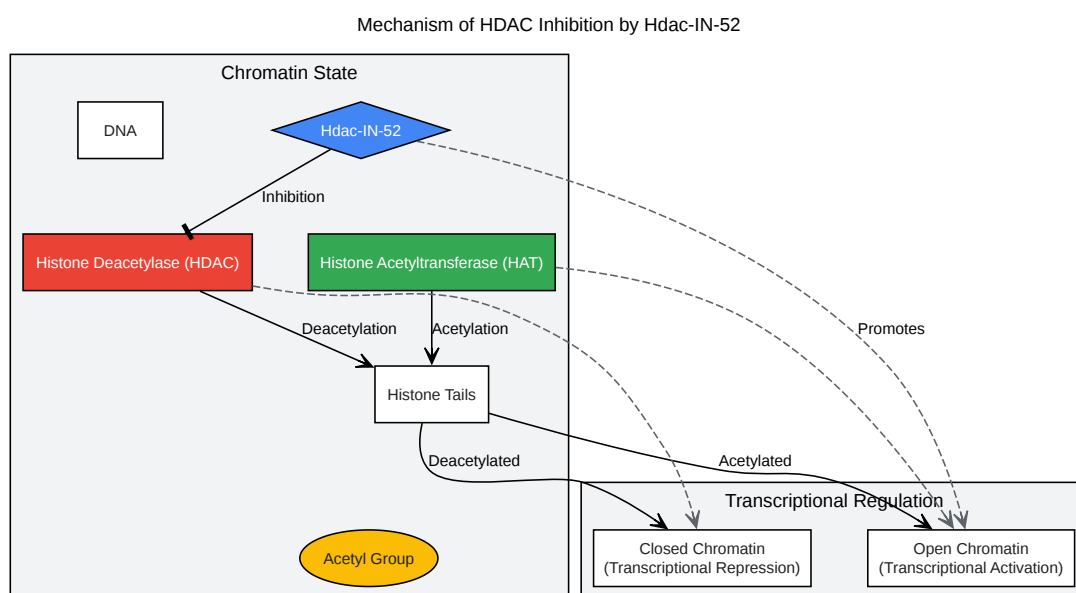 Mechanism of HDAC Inhibition by Hdac-IN-52
Chromatin State
DNA
Hdac-IN-52
Inhibition
Histone Deacetylase (HDAC)
Histone Acetyltransferase (HAT)
Deacetylation
Acetylation
Promotes
Histone Tails
Deacetylated
Acetylated
Transcriptional Regulation
Acetyl Group
Closed Chromatin
(Transcriptional Repression)
Open Chromatin
(Transcriptional Activation)